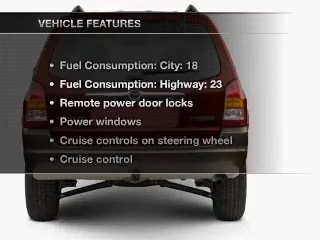 VEHICLE FEATURES
• Fuel Consumption: City: 18
• Fuel Consumption: Highway: 23
• Remote power door locks
• Power windows
• Cruise controls on steering wheel
• Cruise control